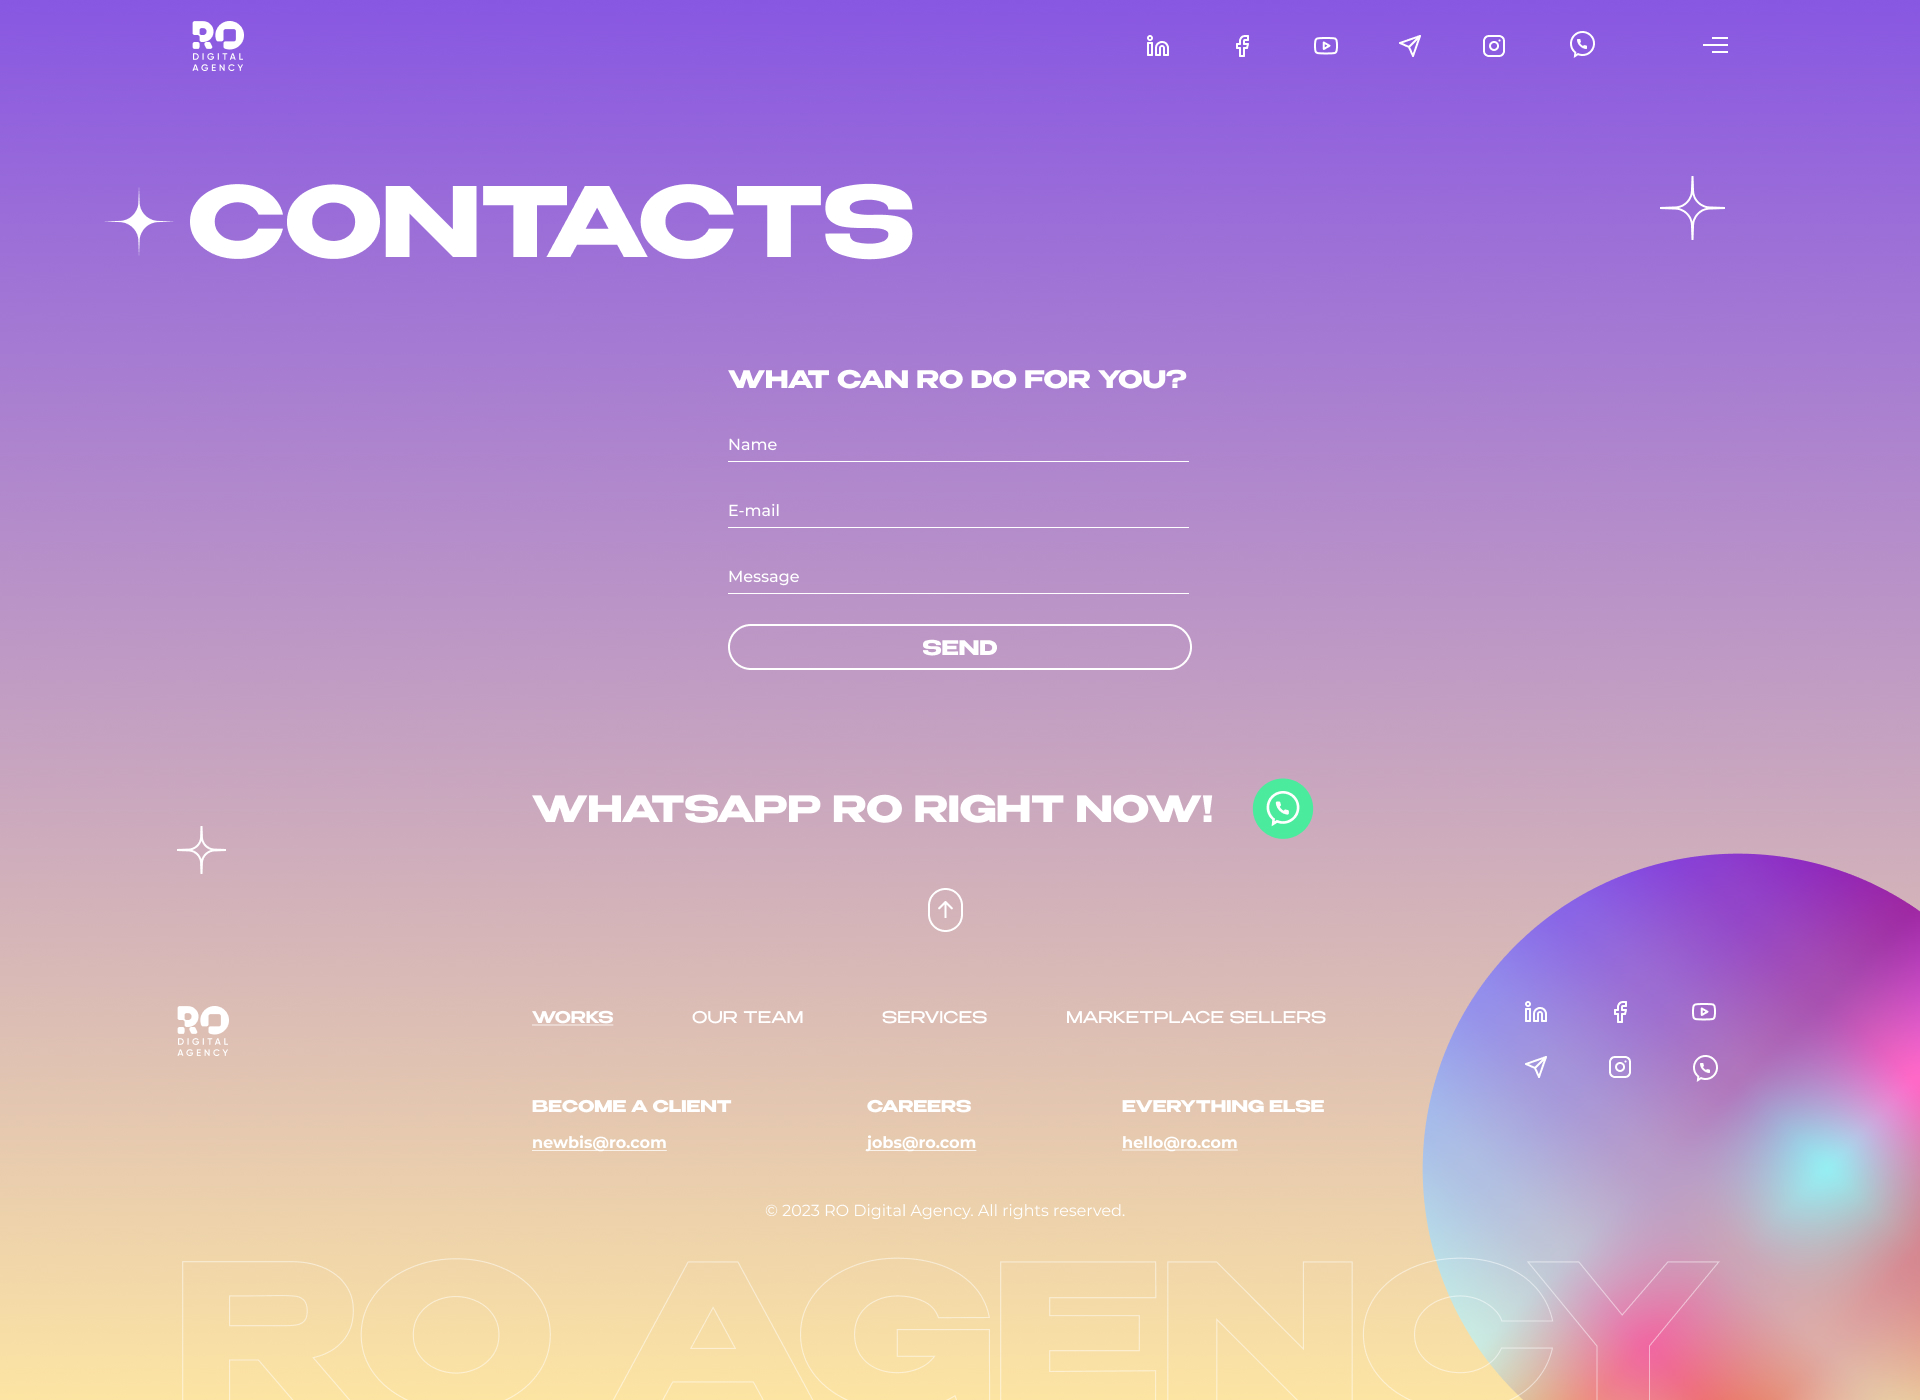 RO
DIGITAL
AGENCY
CONTACTS
WHAT CAN RO DO FOR YOU?
Name
E-mail
Message
SEND
WHATSAPP RO RIGHT NOW!
RO
DIGITAL
AGENCY
WORKS
OUR TEAM
SERVICES
MARKETPLACE SELLERS
BECOME A CLIENT
newbis@ro.com
CAREERS
jobs@ro.com
EVERYTHING ELSE
hello@ro.com
© 2023 RO Digital Agency. All rights reserved.
RO AGENCY